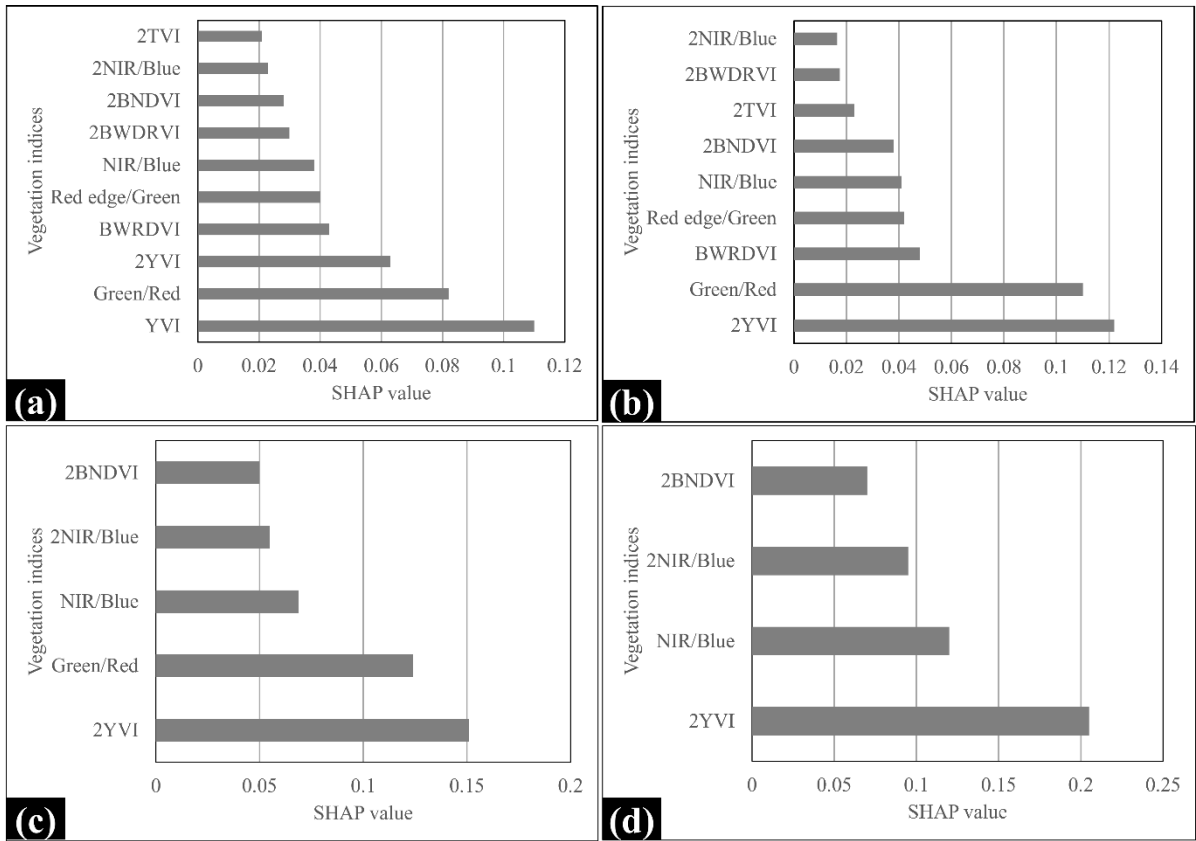 Vegetation indices
2TVI
2NIR/Blue
2BNDVI
2BWDRVI
NIR/Blue
Red edge/Green
BWRDVI
2YVI
Green/Red
YVI
0 0.02 0.04 0.06 0.08 0.1 0.12
SHAP value
(a)
Vegetation indices
2NIR/Blue
2BWDRVI
2TVI
2BNDVI
NIR/Blue
Red edge/Green
BWRDVI
Green/Red
2YVI
0 0.02 0.04 0.06 0.08 0.1 0.12 0.14
SHAP value
(b)
Vegetation indices
2BNDVI
2NIR/Blue
NIR/Blue
Green/Red
2YVI
0 0.05 0.1 0.15 0.2
SHAP value
(c)
Vegetation indices
2BNDVI
2NIR/Blue
NIR/Blue
2YVI
0 0.05 0.1 0.15 0.2 0.25
SHAP value
(d)